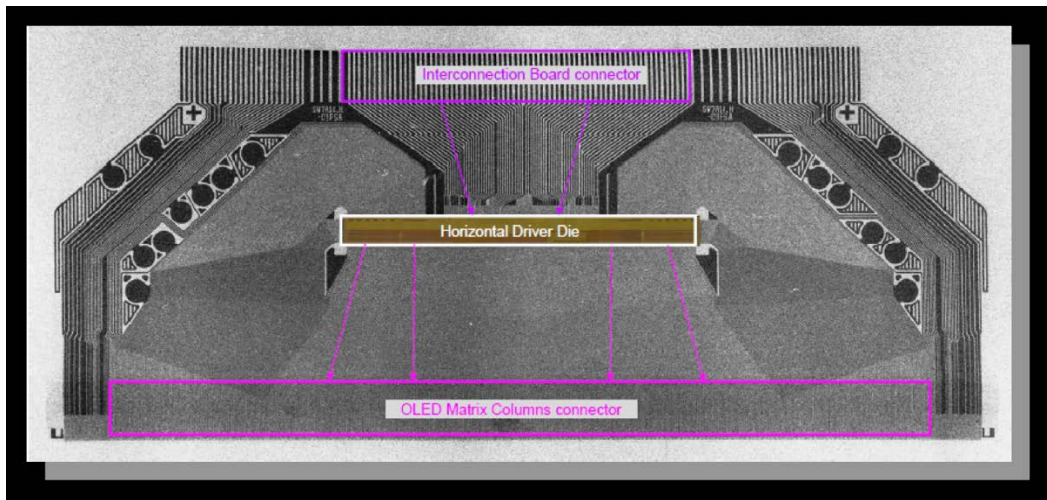 Interconnection Board connector
Horizontal Driver Die
OLED Matrix Columns connector